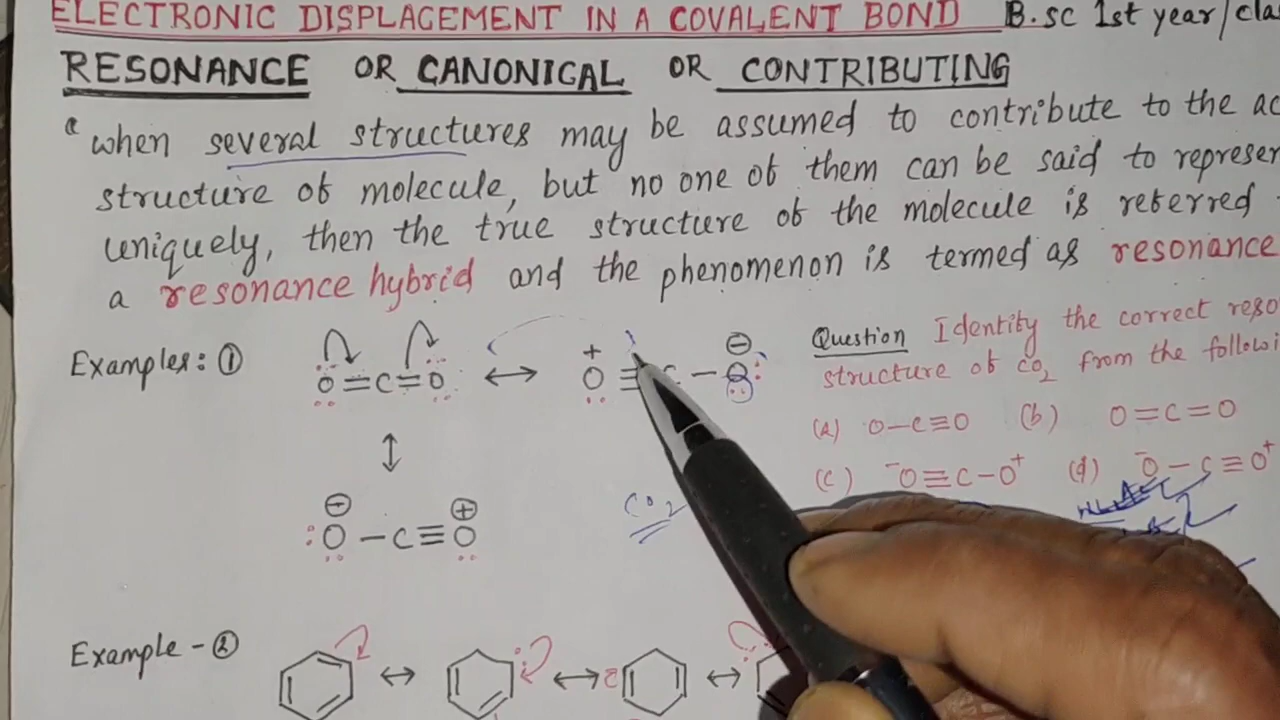 ELECTRONIC DISPLACEMENT IN A COVALENT BOND B.sc 1st year/cla
RESONANCE OR CANONICAL OR CONTRIBUTING
when several structures may be assumed to contribute to the ac
structure of molecule, but no one of them can be said to represen
uniquely, then the true structure of the molecule is referred
a resonance hybrid and the phenomenon is termed as resonance
Examples: ① O=C=O ↔ O≡C-O
+ ⊖
Question Identity the correct reso
structure of CO2 from the followi
(A) O-C≡O (b) O=C=O
(C) -O≡C-O+ (d) -O-C≡O+
↕
⊖ ⊕
:O-C≡O
CO2
Example - ② ↔ ↔ ↔